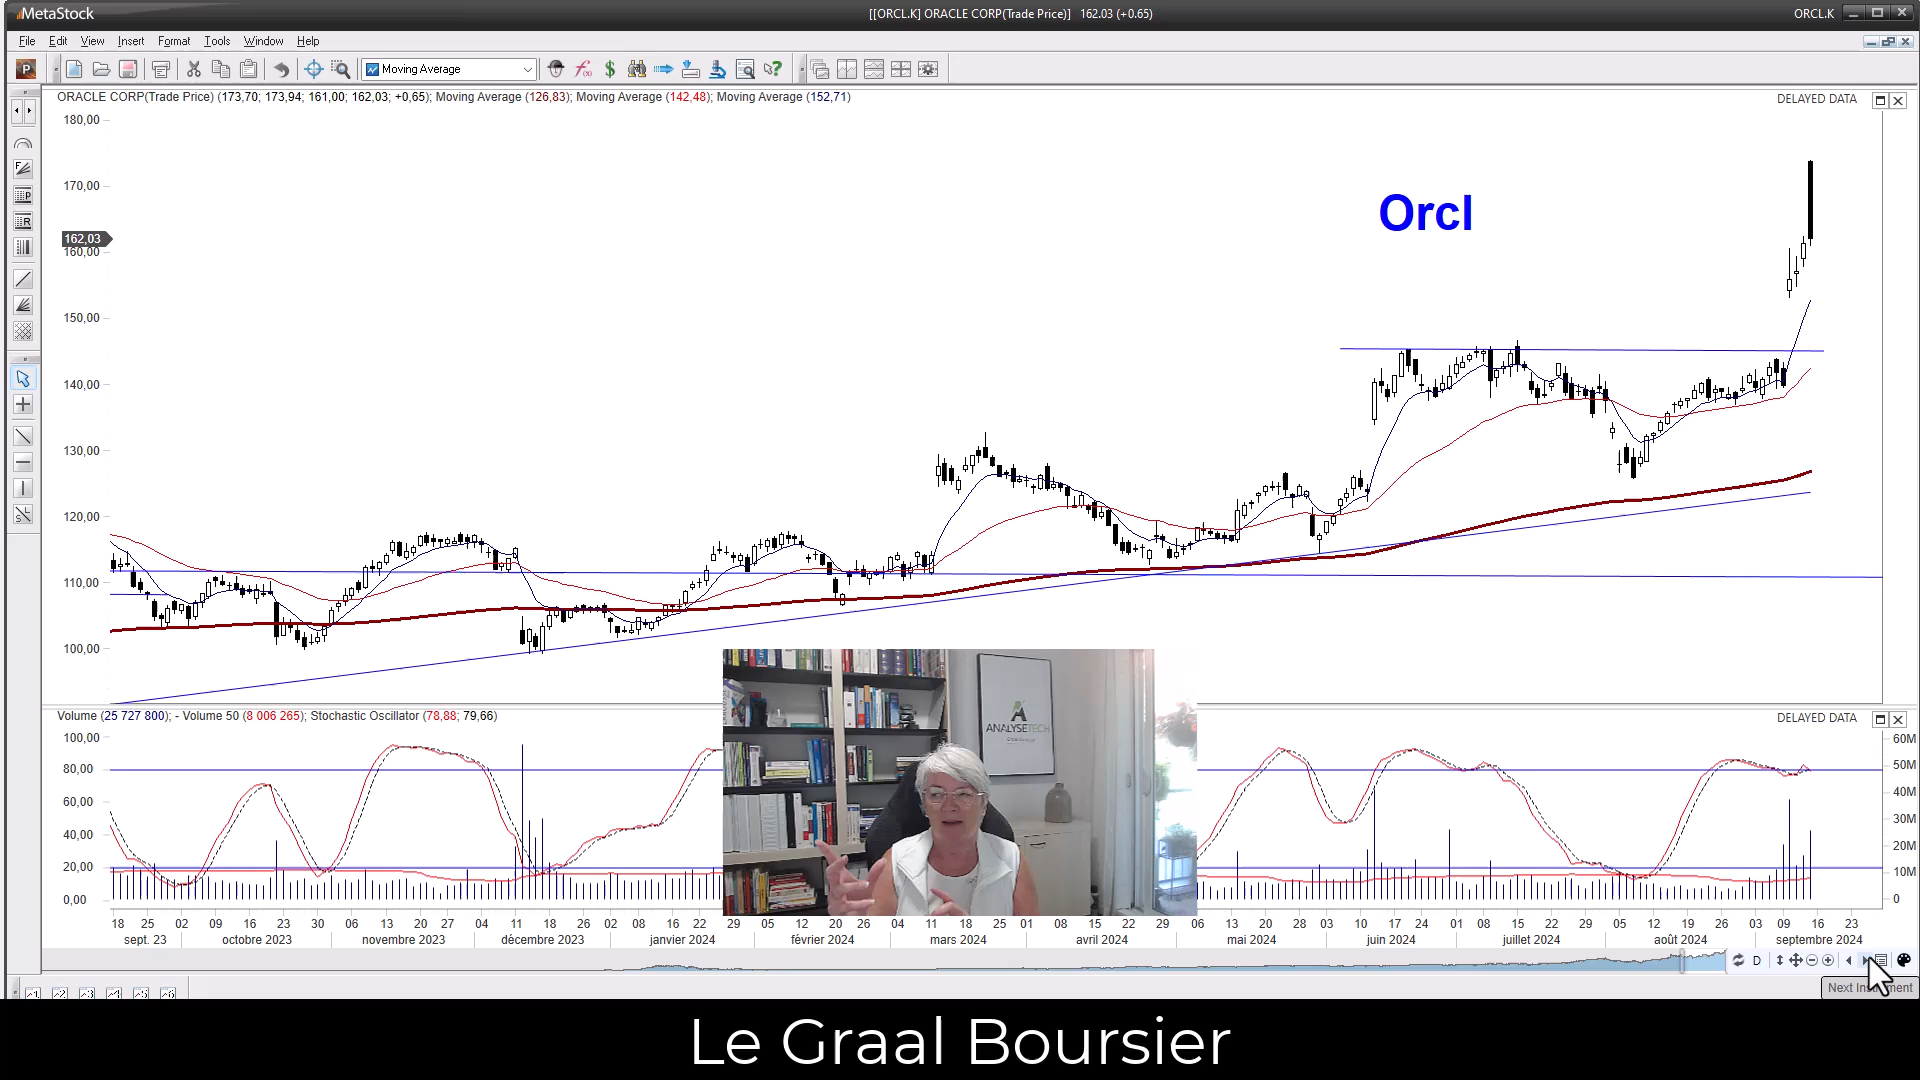 MetaStock
[[ORCL.K] ORACLE CORP(Trade Price)] 162.03 (+0.65)
ORCL.K
File Edit View Insert Format Tools Window Help
Moving Average
ORACLE CORP(Trade Price) (173,70; 173,94; 161,00; 162,03; +0,65); Moving Average (126,83); Moving Average (142,48); Moving Average (152,71)
DELAYED DATA
180,00
170,00
162,03
160,00
150,00
140,00
130,00
120,00
110,00
100,00
Orcl
ANALYSETECH
Volume (25 727 800); - Volume 50 (8 006 265); Stochastic Oscillator (78,88; 79,66)
DELAYED DATA
100,00
80,00
60,00
40,00
20,00
0,00
60M
50M
40M
30M
20M
10M
0
18 25 02 09 16 23 30 06 13 20 27 04 11 18 26 02 08 16 22 29 05 12 20 26 04 11 18 25 01 08 15 22 29 06 13 20 28 03 10 17 24 01 08 15 22 29 05 12 19 26 03 09 16 23
sept. 23 octobre 2023 novembre 2023 décembre 2023 janvier 2024 février 2024 mars 2024 avril 2024 mai 2024 juin 2024 juillet 2024 août 2024 septembre 2024
D
Next Instrument
Le Graal Boursier